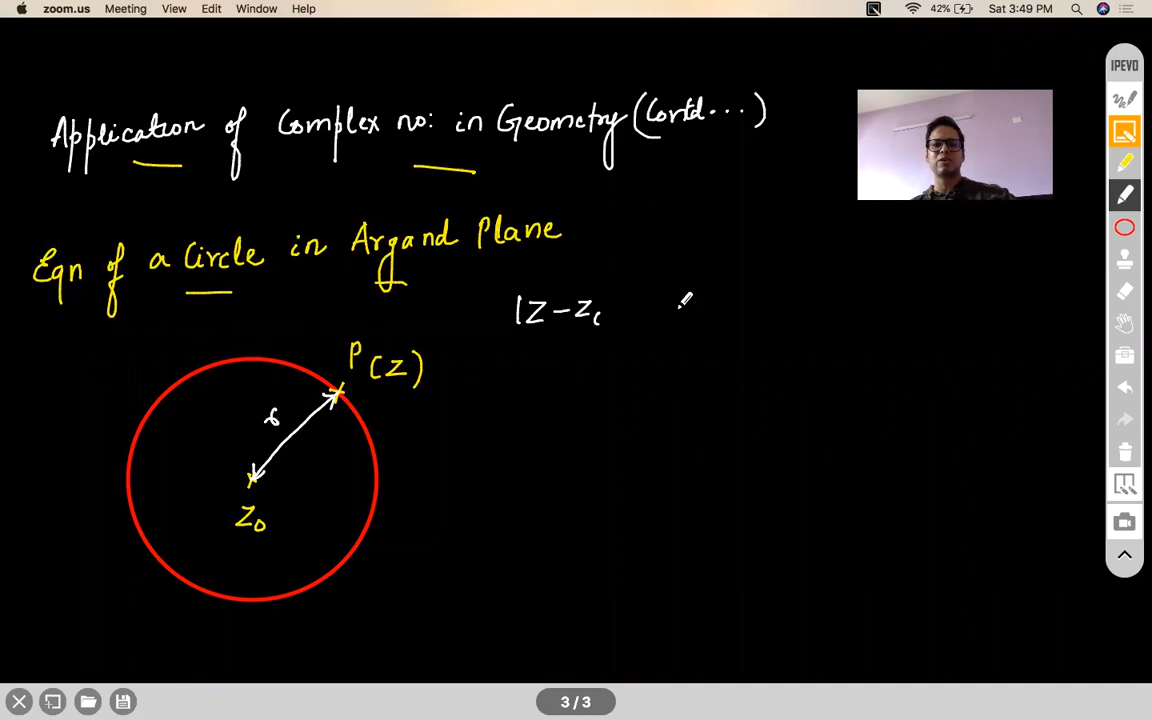 zoom.us Meeting View Edit Window Help 42% Sat 3:49 PM
IPEVO
Application of Complex no: in Geometry (Contd...)
Eqn of a Circle in Argand Plane
|Z-Z
P(Z)
r
Z0
3 / 3